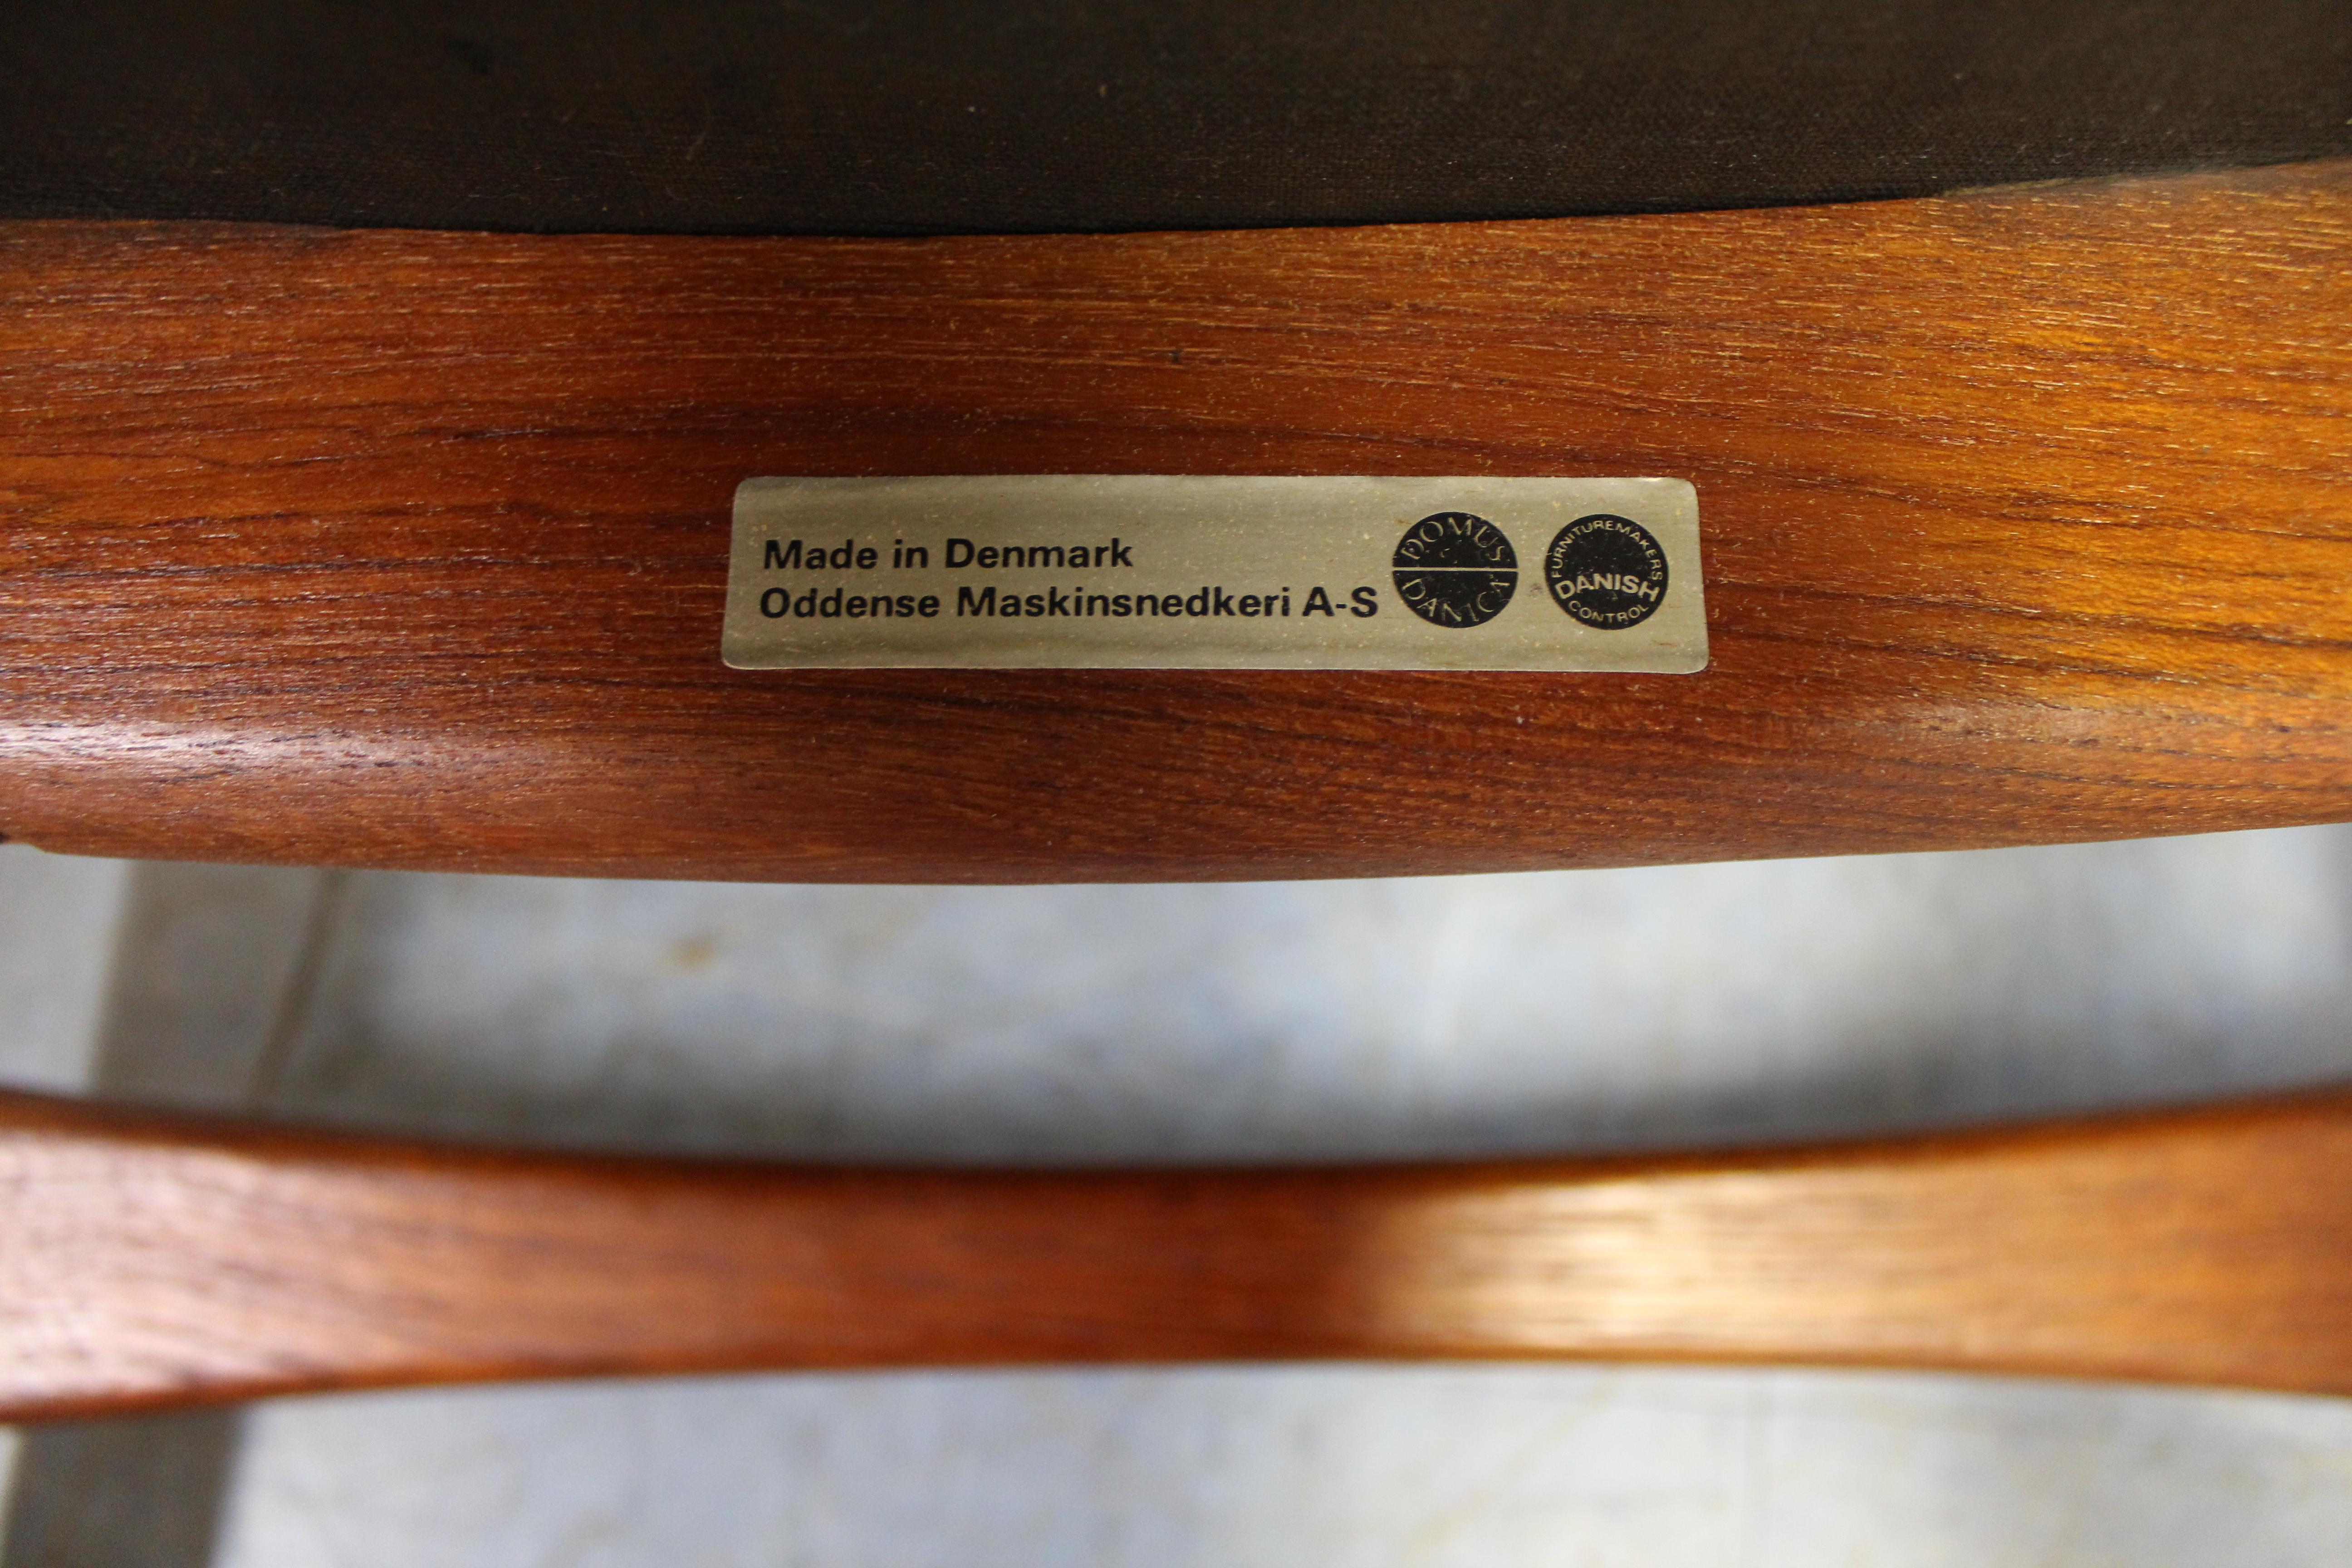 Made in Denmark
Oddense Maskinsnedkeri A-S
DOMUS
DANICA
FURNITUREMAKERS
DANISH
CONTROL